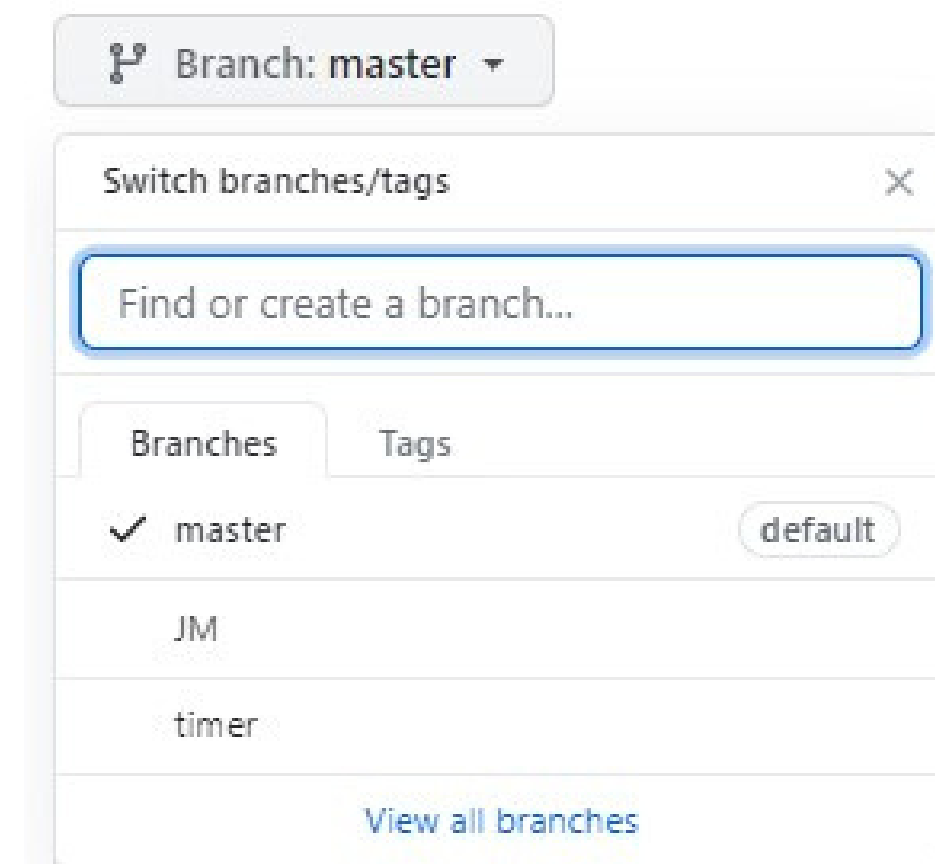 Branch: master
Switch branches/tags
Find or create a branch...
Branches Tags
master default
JM
timer
View all branches